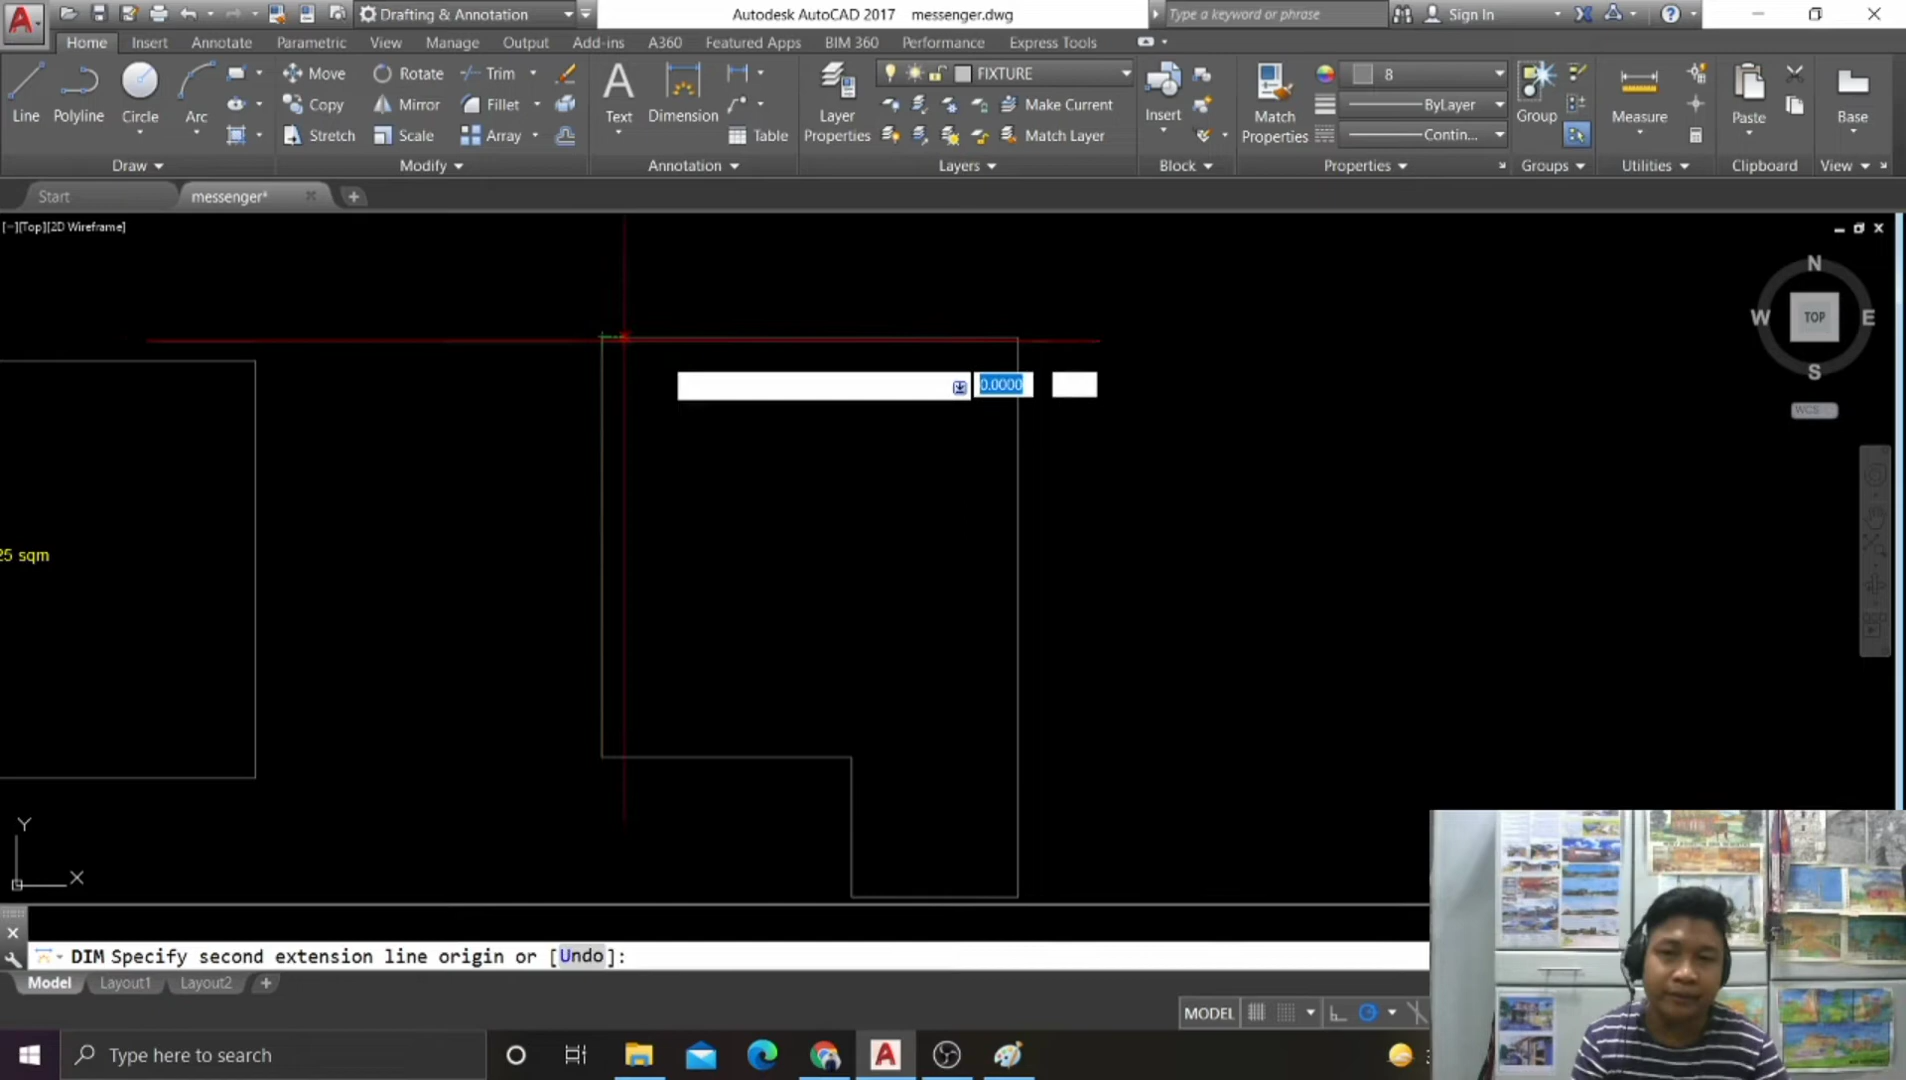 Drafting & Annotation
Autodesk AutoCAD 2017 messenger.dwg
Type a keyword or phrase
Sign In
Home Insert Annotate Parametric View Manage Output Add-ins A360 Featured Apps BIM 360 Performance Express Tools
Line Polyline Circle Arc
Move Rotate Trim
Copy Mirror Fillet
Stretch Scale Array
Text Dimension Table
Layer Properties
FIXTURE
Make Current
Match Layer
Insert
Match Properties
8
ByLayer
Contin...
Group
Measure
Paste
Base
Draw Modify Annotation Layers Block Properties Groups Utilities Clipboard View
Start messenger*
[−][Top][2D Wireframe]
N
W TOP E
S
WCS
0.0000
25 sqm
Y
X
DIM Specify second extension line origin or [Undo]:
Model Layout1 Layout2
MODEL
Type here to search